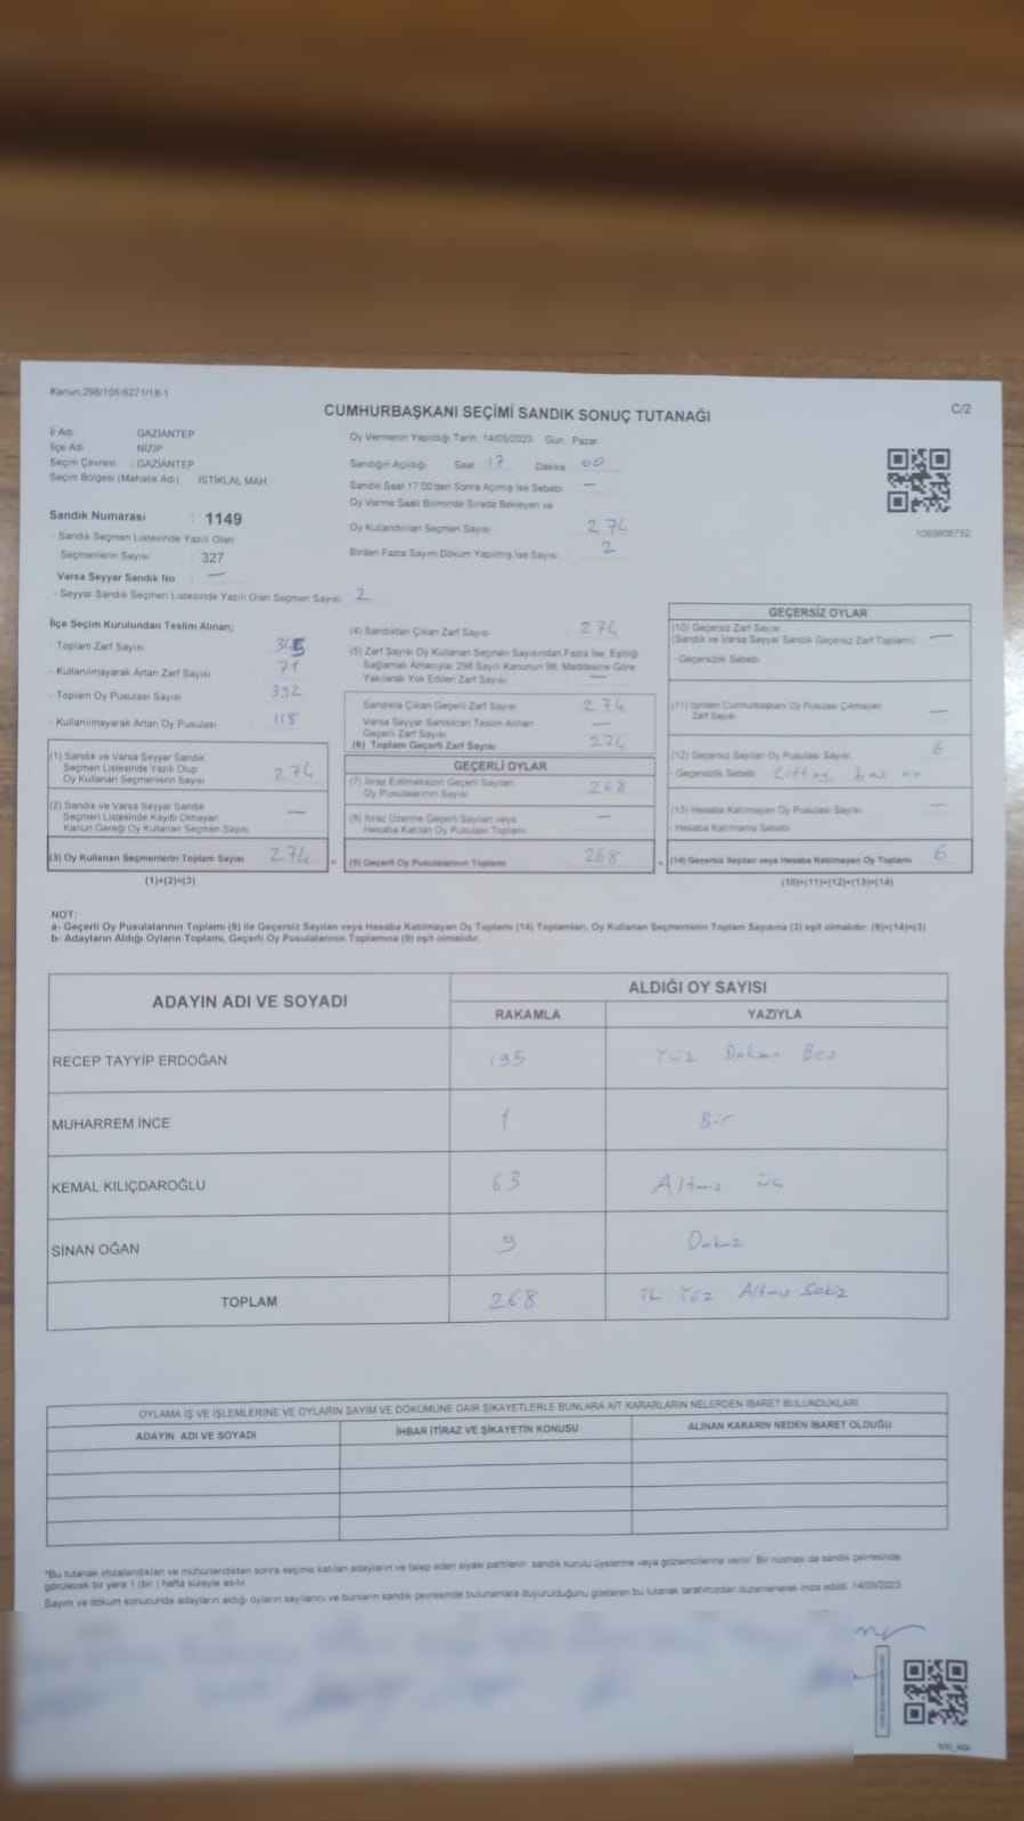 Kanun:298/105:6271/18-1
C/2
CUMHURBAŞKANI SEÇİMİ SANDIK SONUÇ TUTANAĞI
İl Adı : GAZİANTEP
İlçe Adı : NİZİP
Seçim Çevresi : GAZİANTEP
Seçim Bölgesi (Mahalle Adı) : İSTİKLAL MAH.
Sandık Numarası : 1149
- Sandık Seçmen Listesinde Yazılı Olan
Seçmenlerin Sayısı : 327
Varsa Seyyar Sandık No : —
- Seyyar Sandık Seçmen Listesinde Yazılı Olan Seçmen Sayısı 2
Oy Vermenin Yapıldığı Tarih: 14/05/2023 Gün: Pazar
Sandığın Açıldığı Saat 17 Dakika 00
Sandık Saat 17.00'den Sonra Açılmış İse Sebebi: —
Oy Verme Saati Bitiminde Sırada Bekleyen ve
Oy Kullandırılan Seçmen Sayısı 274
Birden Fazla Sayım Döküm Yapılmış İse Sayısı 2
İlçe Seçim Kurulundan Teslim Alınan;
- Toplam Zarf Sayısı 345
- Kullanılmayarak Artan Zarf Sayısı 71
- Toplam Oy Pusulası Sayısı 392
- Kullanılmayarak Artan Oy Pusulası 118
(1) Sandık ve Varsa Seyyar Sandık
Seçmen Listesinde Yazılı Olup
Oy Kullanan Seçmenlerin Sayısı 274
(2) Sandık ve Varsa Seyyar Sandık
Seçmen Listesinde Kayıtlı Olmayan
Kanun Gereği Oy Kullanan Seçmen Sayısı —
(3) Oy Kullanan Seçmenlerin Toplam Sayısı 274
(1)+(2)=(3)
(4) Sandıktan Çıkan Zarf Sayısı 274
(5) Zarf Sayısı Oy Kullanan Seçmen Sayısından Fazla İse, Eşitliği
Sağlamak Amacıyla 298 Sayılı Kanunun 98. Maddesine Göre
Yakılarak Yok Edilen Zarf Sayısı —
Sandıkta Çıkan Geçerli Zarf Sayısı 274
Varsa Seyyar Sandıktan Teslim Alınan
Geçerli Zarf Sayısı —
(6) Toplam Geçerli Zarf Sayısı 274
GEÇERLİ OYLAR
(7) İtiraz Edilmeksizin Geçerli Sayılan
Oy Pusulalarının Sayısı 268
(8) İtiraz Üzerine Geçerli Sayılan veya
Hesaba Katılan Oy Pusulası Toplamı —
(9) Geçerli Oy Pusulalarının Toplamı 268
GEÇERSİZ OYLAR
(10) Geçersiz Zarf Sayısı
(Sandık ve Varsa Seyyar Sandık Geçersiz Zarf Toplamı) —
- Geçersizlik Sebebi:
(11) İçinden Cumhurbaşkanı Oy Pusulası Çıkmayan
Zarf Sayısı —
(12) Geçersiz Sayılan Oy Pusulası Sayısı 6
- Geçersizlik Sebebi:
(13) Hesaba Katılmayan Oy Pusulası Sayısı —
- Hesaba Katılmama Sebebi:
(14) Geçersiz Sayılan veya Hesaba Katılmayan Oy Toplamı 6
(10)+(11)+(12)+(13)=(14)
NOT:
a- Geçerli Oy Pusulalarının Toplamı (9) ile Geçersiz Sayılan veya Hesaba Katılmayan Oy Toplamı (14) Toplamları, Oy Kullanan Seçmenlerin Toplam Sayısına (3) eşit olmalıdır. (9)+(14)=(3)
b- Adayların Aldığı Oyların Toplamı, Geçerli Oy Pusulalarının Toplamına (9) eşit olmalıdır.
ADAYIN ADI VE SOYADI ALDIĞI OY SAYISI
RAKAMLA YAZIYLA
RECEP TAYYİP ERDOĞAN 195 Yüz Doksan Beş
MUHARREM İNCE 1 Bir
KEMAL KILIÇDAROĞLU 63 Altmış üç
SİNAN OĞAN 9 Dokuz
TOPLAM 268 İki Yüz Altmış Sekiz
OYLAMA İŞ VE İŞLEMLERİNE VE OYLARIN SAYIM VE DÖKÜMÜNE DAİR ŞİKAYETLERLE BUNLARA AİT KARARLARIN NELERDEN İBARET BULUNDUKLARI
ADAYIN ADI VE SOYADI İHBAR İTİRAZ VE ŞİKAYETİN KONUSU ALINAN KARARIN NEDEN İBARET OLDUĞU
*Bu tutanak imzalandıktan ve mühürlendikten sonra seçime katılan adayların ve talep eden siyasi partilerin sandık kurulu üyelerine veya gözlemcilerine verilir. Bir nüshası da sandık çevresinde
görülecek bir yere 1 (bir) hafta süreyle asılır.
Sayım ve döküm sonucunda adayların aldığı oyların sayılarını ve bunların sandık çevresinde bulunanlara duyurulduğunu gösteren bu tutanak tarafımızdan düzenlenerek imza edildi. 14/05/2023